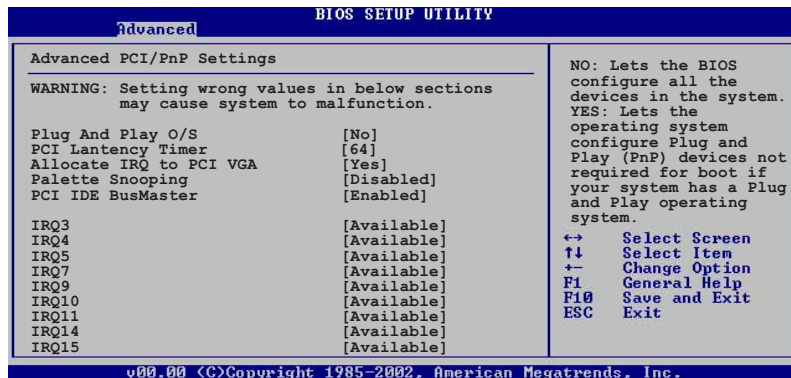 BIOS SETUP UTILITY
Advanced
Advanced PCI/PnP Settings
WARNING: Setting wrong values in below sections
may cause system to malfunction.
Plug And Play O/S [No]
PCI Lantency Timer [64]
Allocate IRQ to PCI VGA [Yes]
Palette Snooping [Disabled]
PCI IDE BusMaster [Enabled]
IRQ3 [Available]
IRQ4 [Available]
IRQ5 [Available]
IRQ7 [Available]
IRQ9 [Available]
IRQ10 [Available]
IRQ11 [Available]
IRQ14 [Available]
IRQ15 [Available]
NO: Lets the BIOS
configure all the
devices in the system.
YES: Lets the
operating system
configure Plug and
Play (PnP) devices not
required for boot if
your system has a Plug
and Play operating
system.
←→ Select Screen
↑↓ Select Item
+- Change Option
F1 General Help
F10 Save and Exit
ESC Exit
v00.00 (C)Copyright 1985-2002, American Megatrends, Inc.